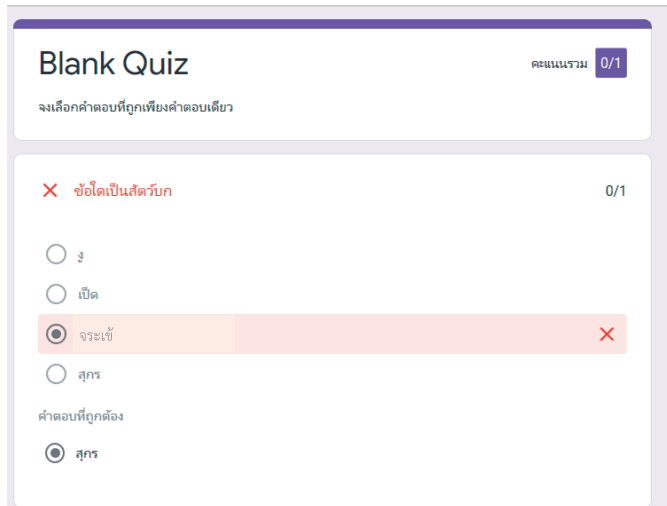 Blank Quiz
คะแนนรวม 0/1
จงเลือกคำตอบที่ถูกเพียงคำตอบเดียว
ข้อใดเป็นสัตว์บก 0/1
งู
เป็ด
จระเข้
สุกร
คำตอบที่ถูกต้อง
สุกร